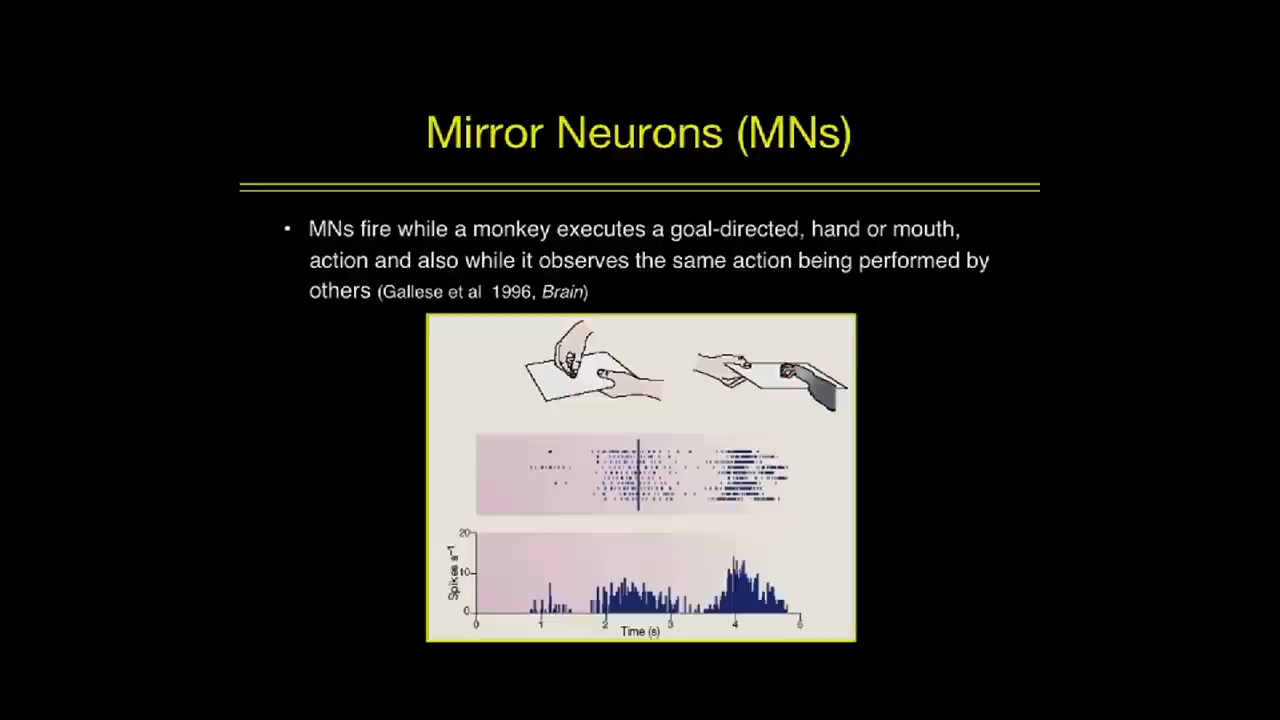 Mirror Neurons (MNs)
• MNs fire while a monkey executes a goal-directed, hand or mouth,
action and also while it observes the same action being performed by
others (Gallese et al 1996, Brain)
20
10
0
Spikes s⁻¹
0 1 2 3 4 5
Time (s)